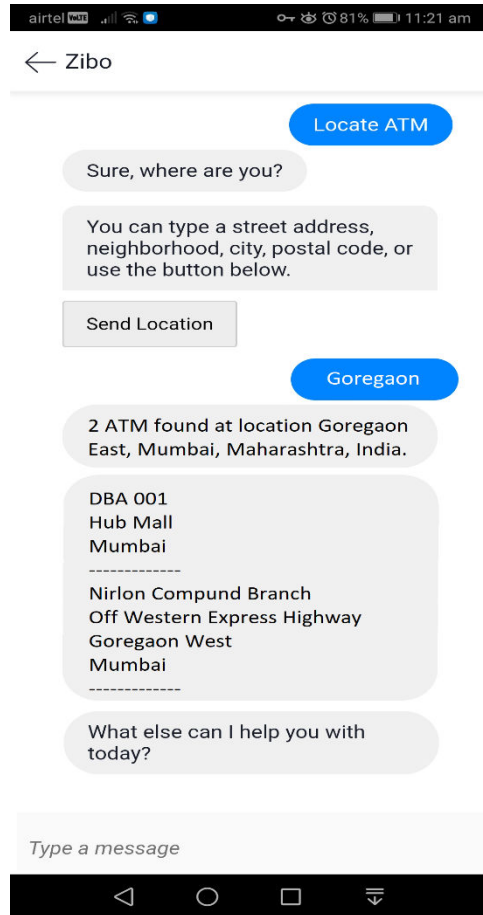 airtel VoLTE 81% 11:21 am
Zibo
Locate ATM
Sure, where are you?
You can type a street address,
neighborhood, city, postal code, or
use the button below.
Send Location
Goregaon
2 ATM found at location Goregaon
East, Mumbai, Maharashtra, India.
DBA 001
Hub Mall
Mumbai
-------------
Nirlon Compund Branch
Off Western Express Highway
Goregaon West
Mumbai
-------------
What else can I help you with
today?
Type a message